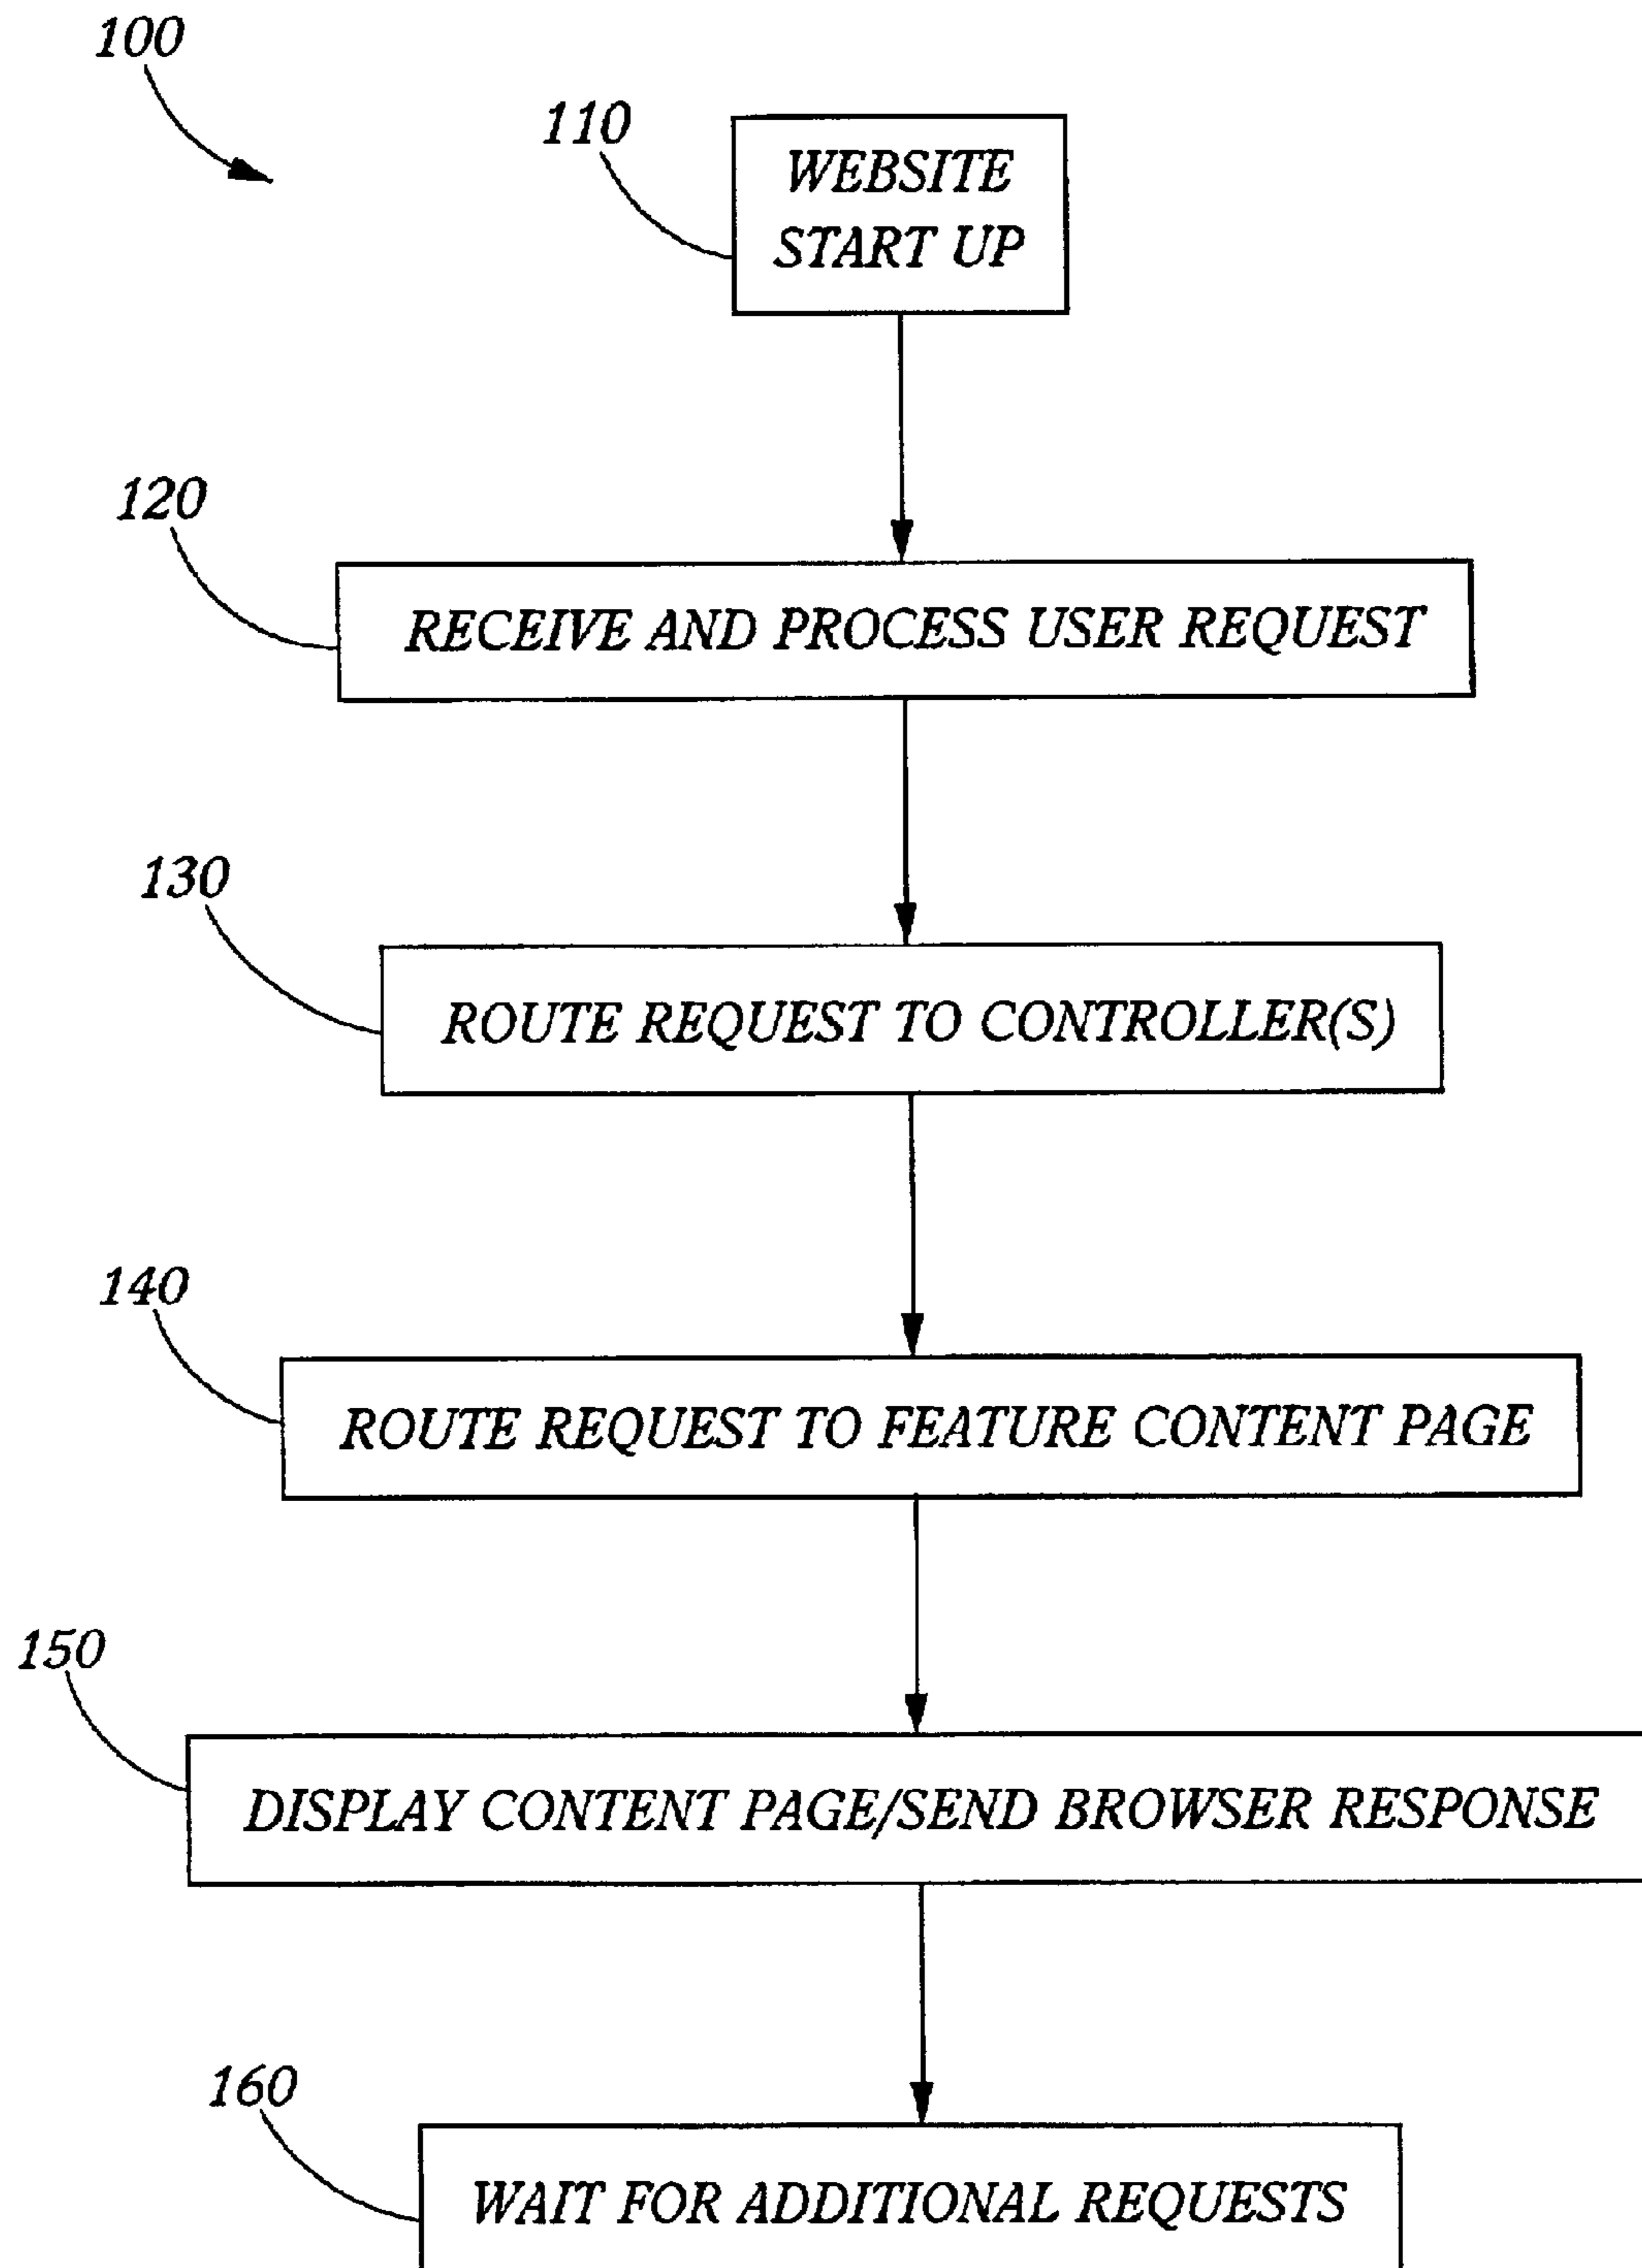 100
110
WEBSITE
START UP
120
RECEIVE AND PROCESS USER REQUEST
130
ROUTE REQUEST TO CONTROLLER(S)
140
ROUTE REQUEST TO FEATURE CONTENT PAGE
150
DISPLAY CONTENT PAGE/SEND BROWSER RESPONSE
160
WAIT FOR ADDITIONAL REQUESTS